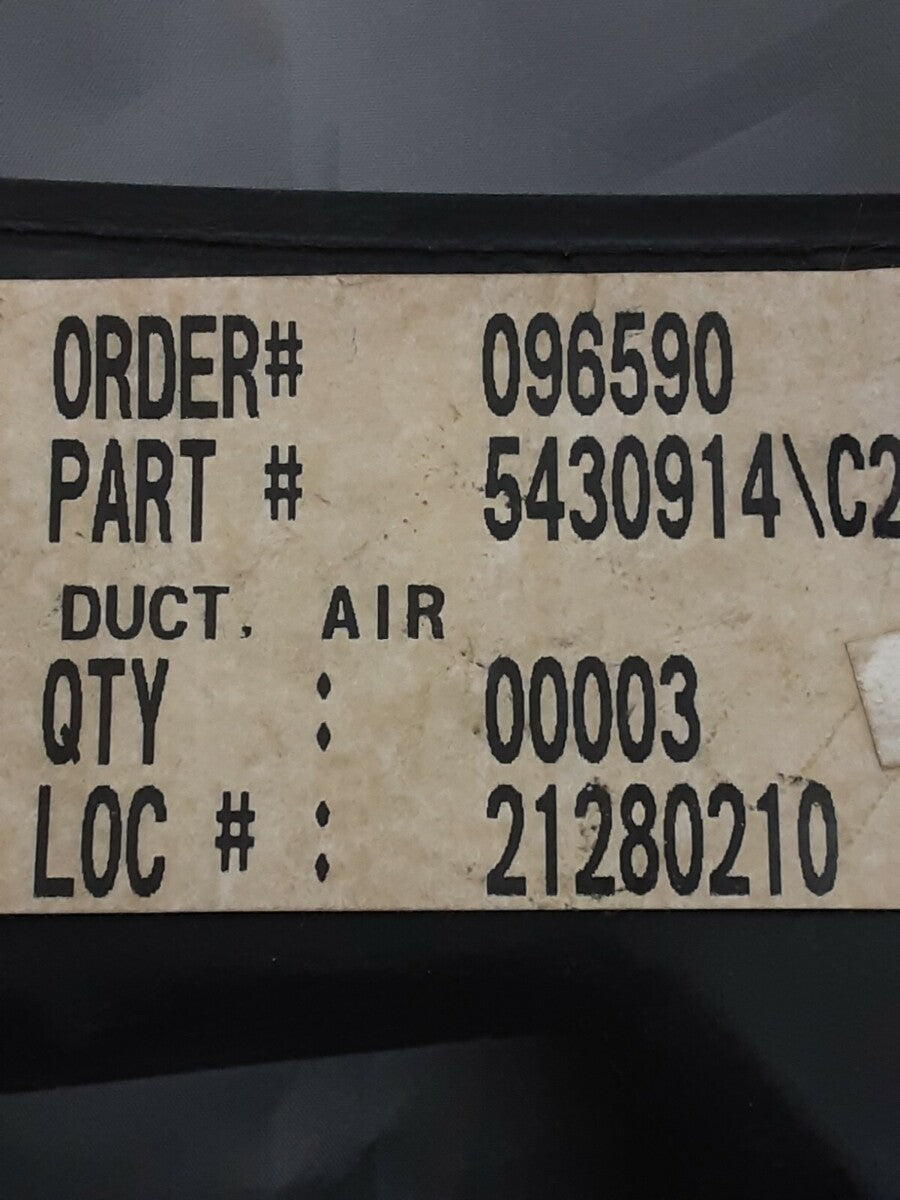 ORDER# 096590
PART # 5430914\C2
DUCT, AIR
QTY : 00003
LOC # : 21280210